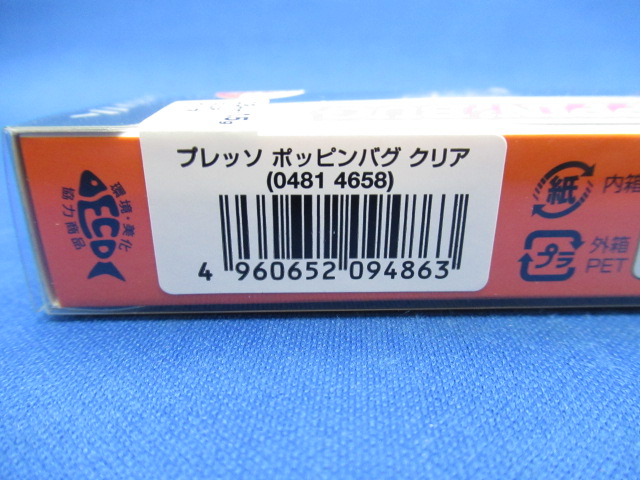 プレッソ ポッピンバグ クリア
(0481 4658)
4 960652 094863
環境・美化
ECO
協力商品
紙
内箱
プラ
外箱
PET